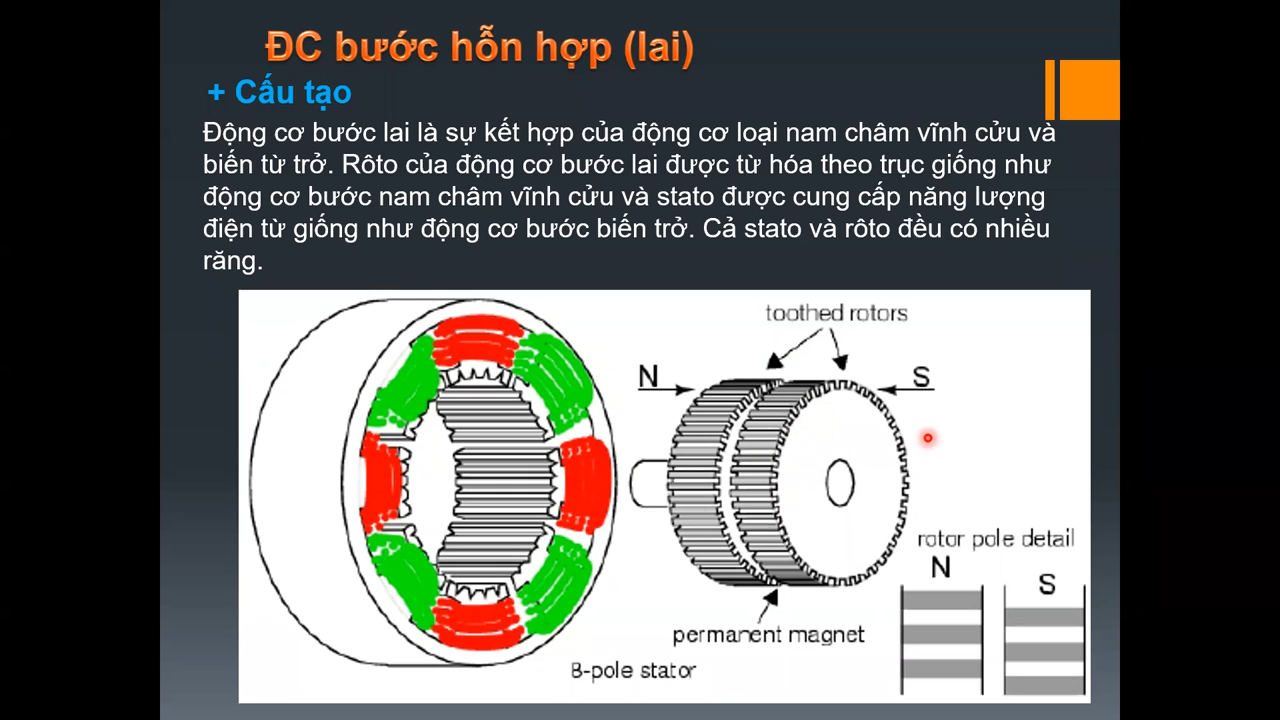 ĐC bước hỗn hợp (lai)
+ Cấu tạo
Động cơ bước lai là sự kết hợp của động cơ loại nam châm vĩnh cửu và
biến từ trở. Rôto của động cơ bước lai được từ hóa theo trục giống như
động cơ bước nam châm vĩnh cửu và stato được cung cấp năng lượng
điện từ giống như động cơ bước biến trở. Cả stato và rôto đều có nhiều
răng.
toothed rotors
N
S
rotor pole detail
N
S
permanent magnet
8-pole stator